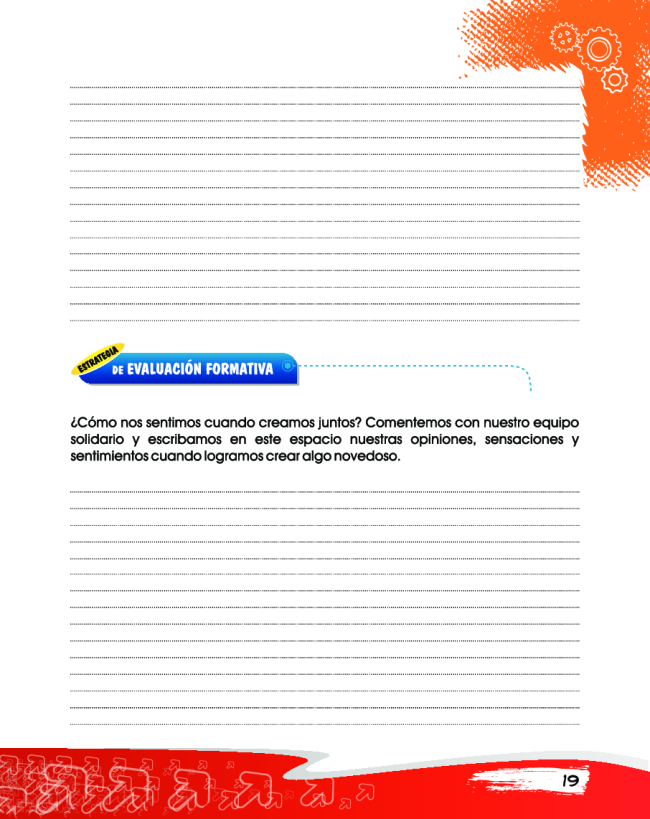 ESTRATEGIA
DE EVALUACIÓN FORMATIVA
¿Cómo nos sentimos cuando creamos juntos? Comentemos con nuestro equipo
solidario y escribamos en este espacio nuestras opiniones, sensaciones y
sentimientos cuando logramos crear algo novedoso.
19